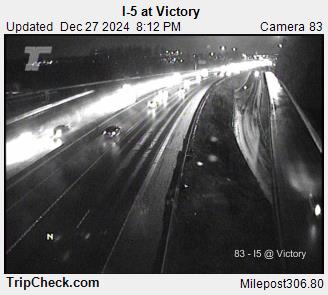 I-5 at Victory
Updated Dec 27 2024 8:12 PM Camera 83
N
83 - I5 @ Victory
TripCheck.com Milepost306.80